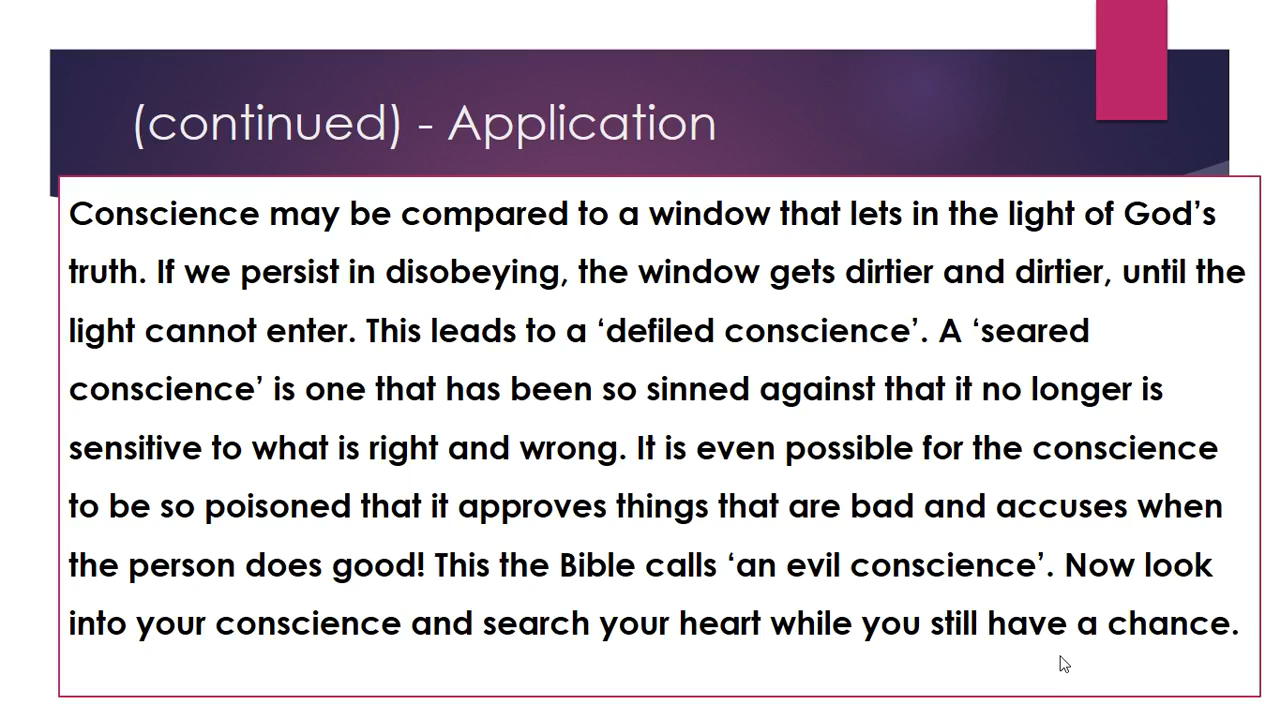 (continued) - Application
Conscience may be compared to a window that lets in the light of God’s
truth. If we persist in disobeying, the window gets dirtier and dirtier, until the
light cannot enter. This leads to a ‘defiled conscience’. A ‘seared
conscience’ is one that has been so sinned against that it no longer is
sensitive to what is right and wrong. It is even possible for the conscience
to be so poisoned that it approves things that are bad and accuses when
the person does good! This the Bible calls ‘an evil conscience’. Now look
into your conscience and search your heart while you still have a chance.